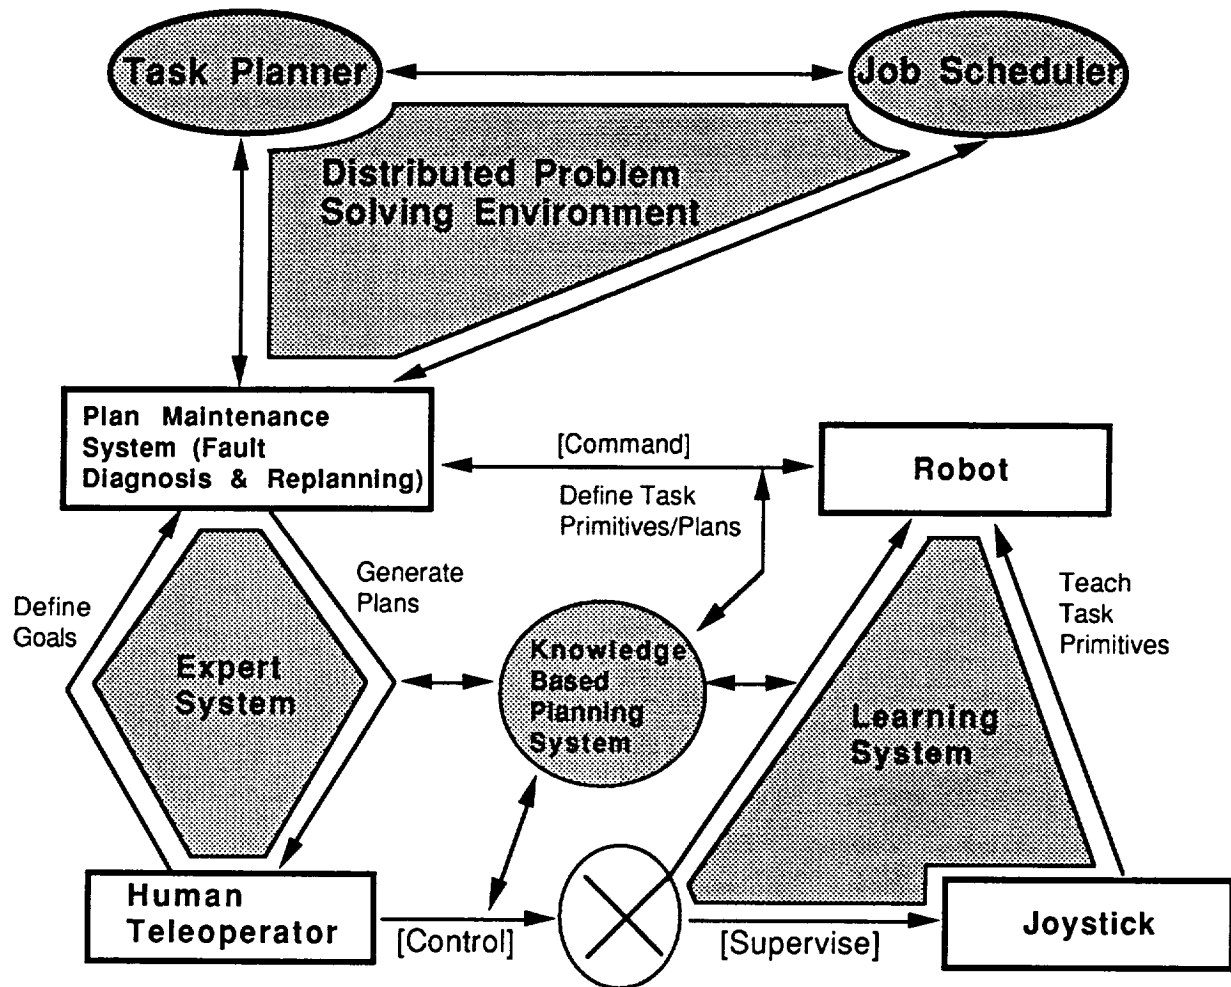 Task Planner
Job Scheduler
Distributed Problem
Solving Environment
Plan Maintenance
System (Fault
Diagnosis & Replanning)
[Command]
Robot
Define Task
Primitives/Plans
Define
Goals
Generate
Plans
Teach
Task
Primitives
Expert
System
Knowledge
Based
Planning
System
Learning
System
Human
Teleoperator
[Control]
[Supervise]
Joystick